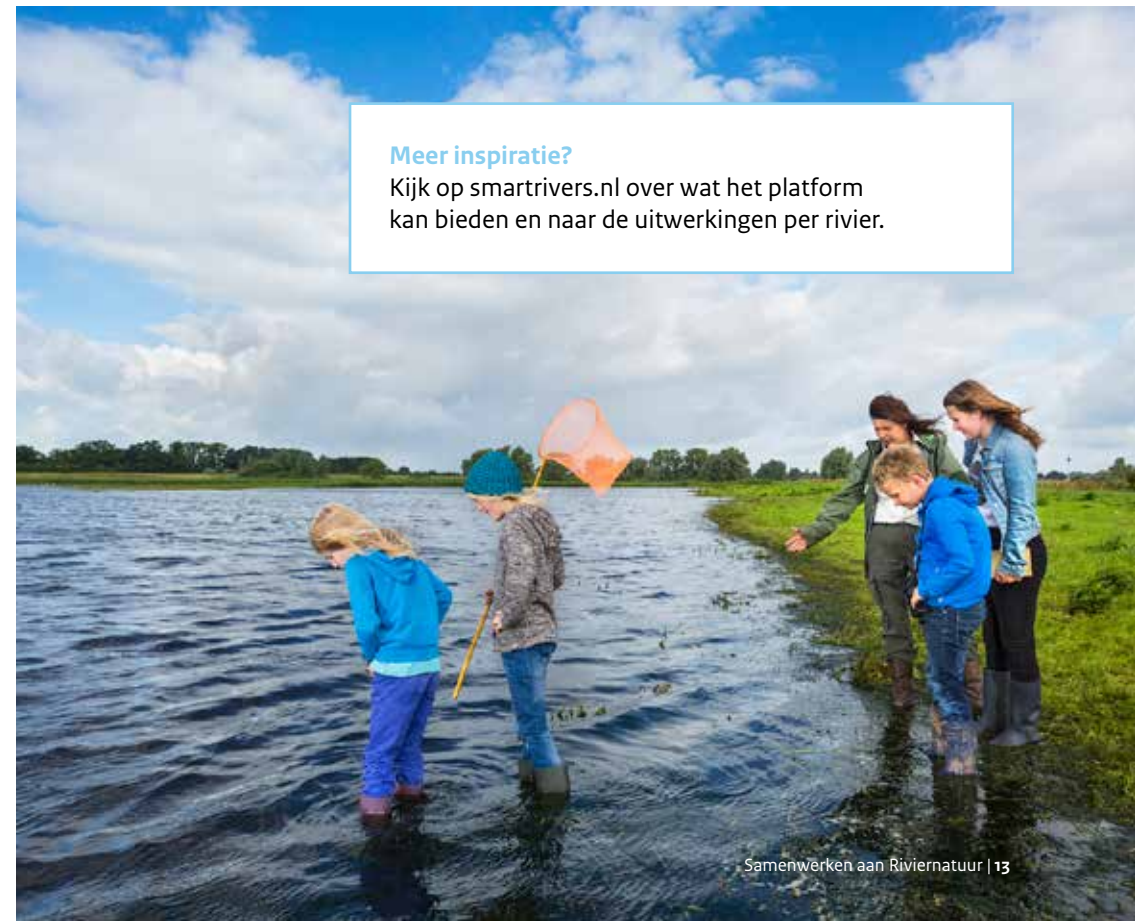 Meer inspiratie?
Kijk op smartrivers.nl over wat het platform
kan bieden en naar de uitwerkingen per rivier.
Samenwerken aan Riviernatuur | 13